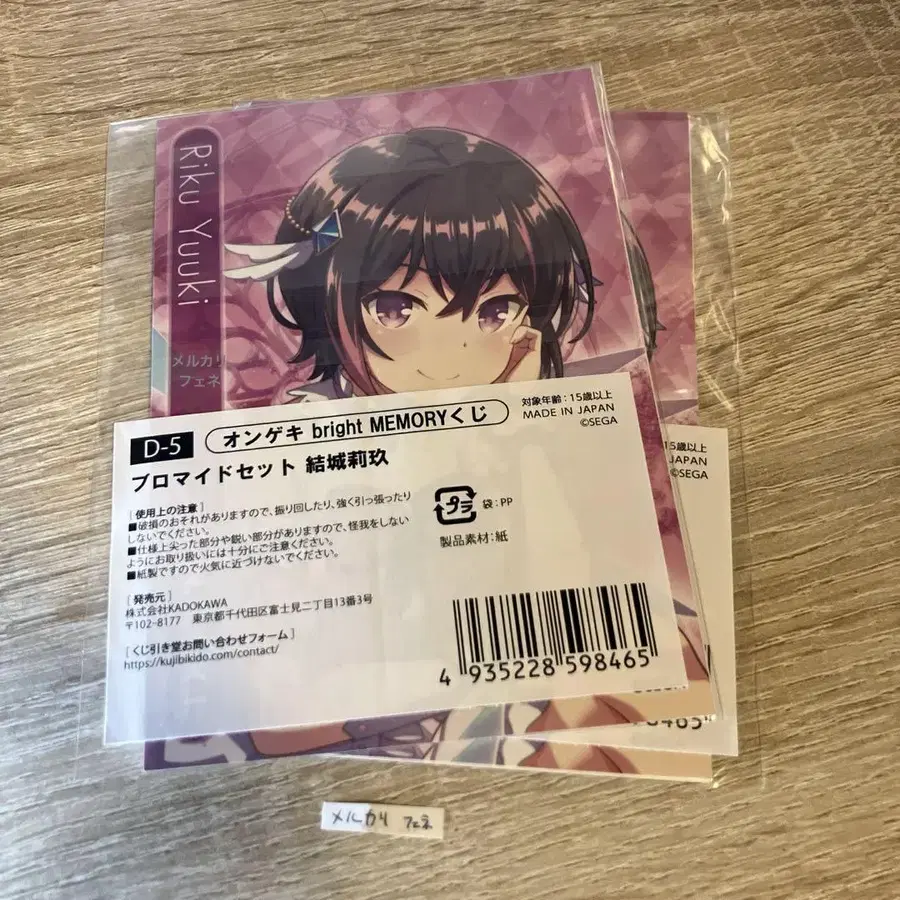 Riku Yuuki
メルカリ
フェネ
D-5
オンゲキ bright MEMORYくじ
対象年齢：15歳以上
MADE IN JAPAN
©SEGA
ブロマイドセット 結城莉玖
[ 使用上の注意 ]
■破損のおそれがありますので、振り回したり、強く引っ張ったり
しないでください。
■仕様上尖った部分や鋭い部分がありますので、怪我をしない
ようにお取り扱いには十分にご注意ください。
■紙製ですので火気に近づけないでください。
プラ
袋：PP
製品素材：紙
[ 発売元 ]
株式会社KADOKAWA
〒102-8177 東京都千代田区富士見二丁目13番3号
[ くじ引き堂お問い合わせフォーム ]
https://kujibikido.com/contact/
4 935228 598465
15歳以上
JAPAN
©SEGA
8465
メルカリ フェネ